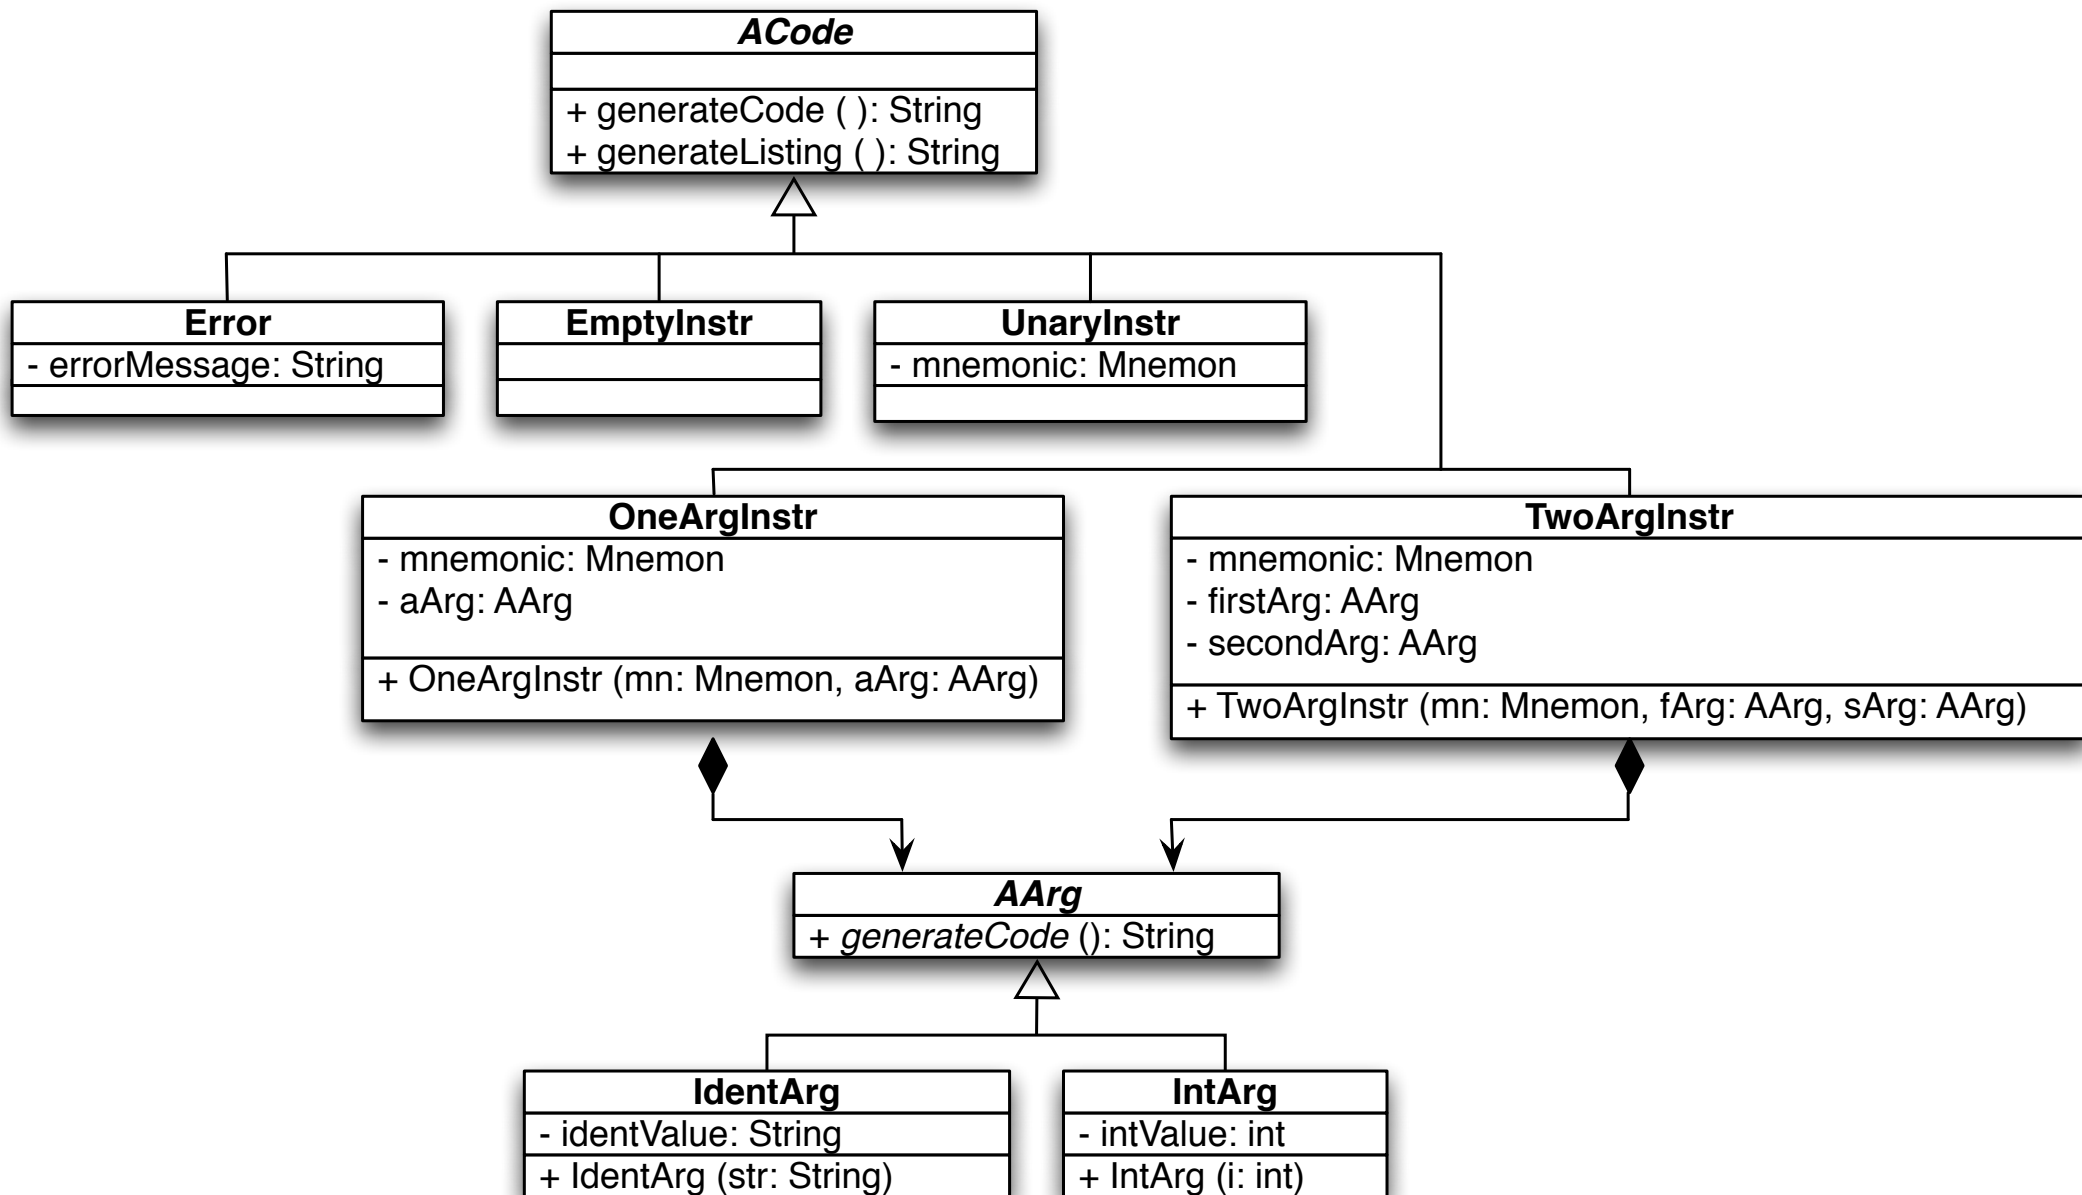 ACode
+ generateCode ( ): String
+ generateListing ( ): String
Error
- errorMessage: String
EmptyInstr
UnaryInstr
- mnemonic: Mnemon
OneArgInstr
- mnemonic: Mnemon
- aArg: AArg
+ OneArgInstr (mn: Mnemon, aArg: AArg)
TwoArgInstr
- mnemonic: Mnemon
- firstArg: AArg
- secondArg: AArg
+ TwoArgInstr (mn: Mnemon, fArg: AArg, sArg: AArg)
AArg
+ generateCode (): String
IdentArg
- identValue: String
+ IdentArg (str: String)
IntArg
- intValue: int
+ IntArg (i: int)